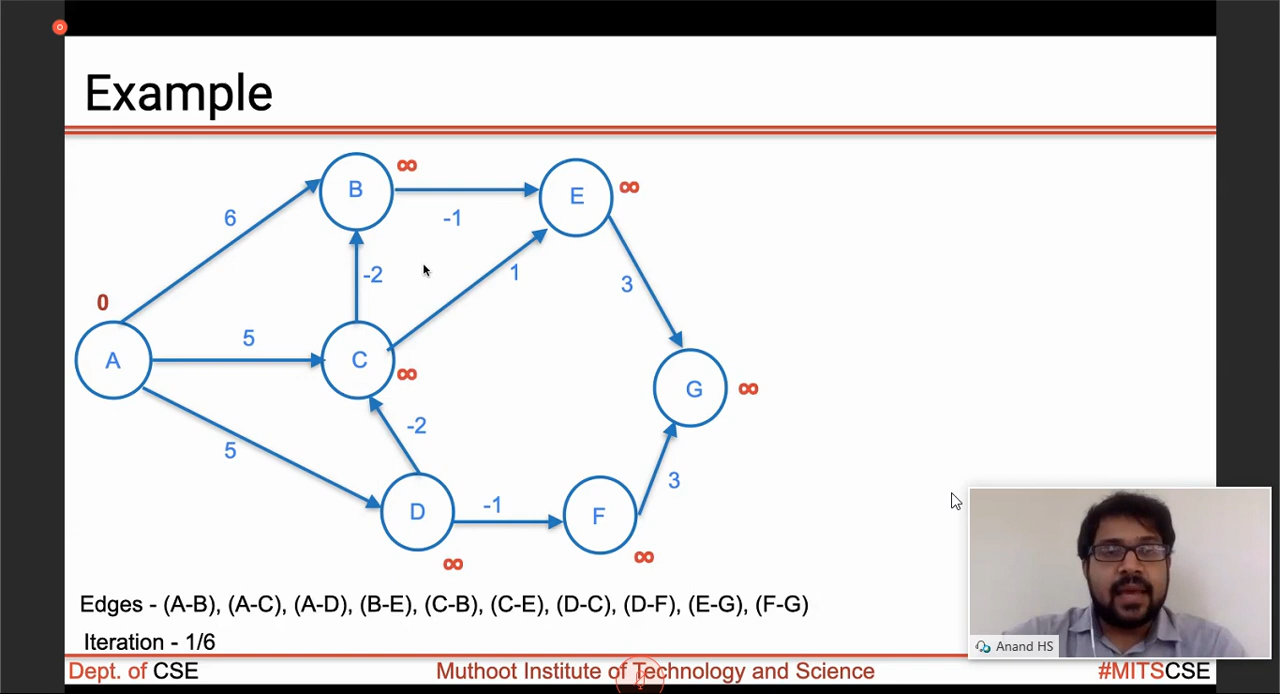 Example
B ∞
E ∞
6
-1
-2
1
3
0
5
A
C ∞
G ∞
-2
5
3
D ∞
-1
F ∞
Edges - (A-B), (A-C), (A-D), (B-E), (C-B), (C-E), (D-C), (D-F), (E-G), (F-G)
Iteration - 1/6
Anand HS
Dept. of CSE
Muthoot Institute of Technology and Science
#MITSCSE